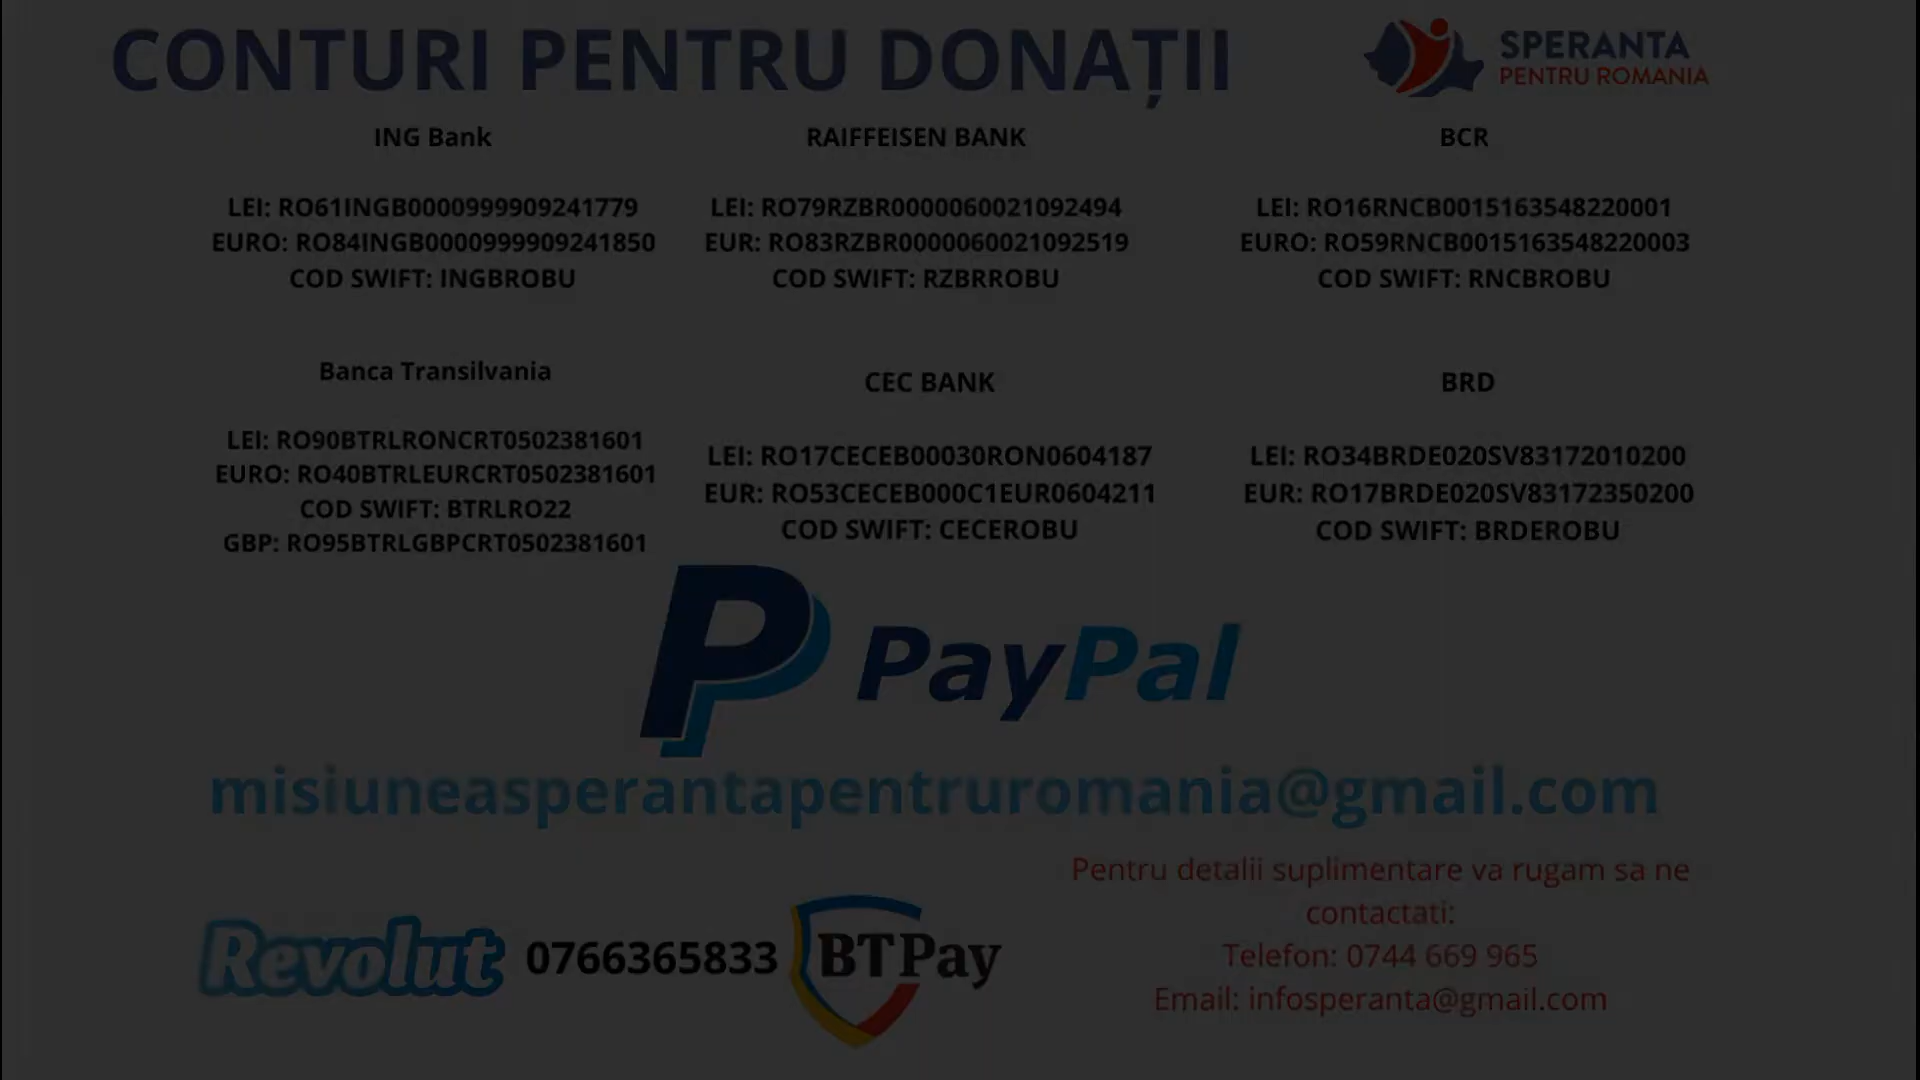 CONTURI PENTRU DONAȚII
SPERANTA
PENTRU ROMANIA
ING Bank
LEI: RO61INGB0000999909241779
EURO: RO84INGB0000999909241850
COD SWIFT: INGBROBU
RAIFFEISEN BANK
LEI: RO79RZBR0000060021092494
EUR: RO83RZBR0000060021092519
COD SWIFT: RZBRROBU
BCR
LEI: RO16RNCB0015163548220001
EURO: RO59RNCB0015163548220003
COD SWIFT: RNCBROBU
Banca Transilvania
LEI: RO90BTRLRONCRT0502381601
EURO: RO40BTRLEURCRT0502381601
COD SWIFT: BTRLRO22
GBP: RO95BTRLGBPCRT0502381601
CEC BANK
LEI: RO17CECEB00030RON0604187
EUR: RO53CECEB000C1EUR0604211
COD SWIFT: CECEROBU
BRD
LEI: RO34BRDE020SV83172010200
EUR: RO17BRDE020SV83172350200
COD SWIFT: BRDEROBU
PayPal
misiuneasperantapentruromania@gmail.com
Revolut 0766365833 BT Pay
Pentru detalii suplimentare va rugam sa ne
contactati:
Telefon: 0744 669 965
Email: infosperanta@gmail.com